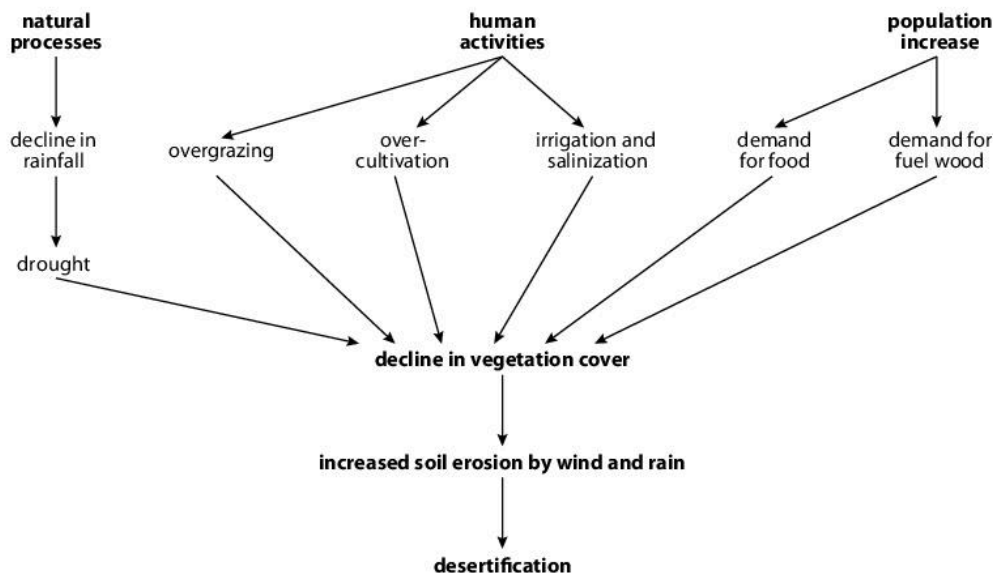 natural
processes
human
activities
population
increase
decline in
rainfall
overgrazing
over-
cultivation
irrigation and
salinization
demand
for food
demand for
fuel wood
drought
decline in vegetation cover
increased soil erosion by wind and rain
desertification